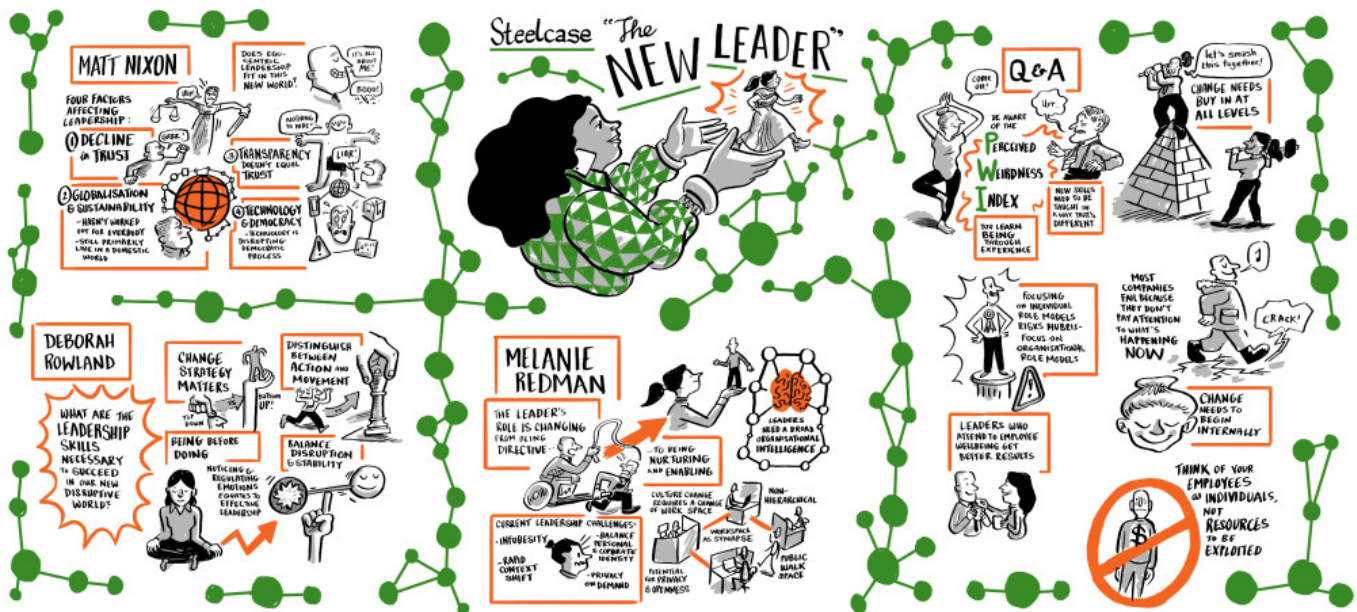 Steelcase "The
NEW LEADER"
MATT NIXON
FOUR FACTORS
AFFECTING
LEADERSHIP:
① DECLINE
in TRUST
GRRR!
DOES EGO-
CENTRIC
LEADERSHIP
FIT IN THIS
NEW WORLD?
IT'S ALL
ABOUT
ME!
BOOO!
② GLOBALISATION
& SUSTAINABILITY
- HASN'T WORKED
OUT FOR EVERYBODY
- STILL PRIMARILY
LIVE IN A DOMESTIC
WORLD
NOTHING
TO HIDE!
③ TRANSPARENCY
DOESN'T EQUAL
TRUST
LIAR!
④ TECHNOLOGY
& DEMOCRACY
- TECHNOLOGY IS
DISRUPTING
DEMOCRATIC
PROCESS
DEBORAH
ROWLAND
WHAT ARE THE
LEADERSHIP
SKILLS
NECESSARY
TO SUCCEED
IN OUR NEW
DISRUPTIVE
WORLD?
CHANGE
STRATEGY
MATTERS
TOP
DOWN
BOTTOM
UP!
DISTINGUISH
BETWEEN
ACTION AND
MOVEMENT
BEING BEFORE
DOING
NOTICING &
REGULATING
EMOTIONS
EQUATES TO
EFFECTIVE
LEADERSHIP
BALANCE
DISRUPTION
& STABILITY
MELANIE
REDMAN
THE LEADER'S
ROLE IS CHANGING
FROM BEING
DIRECTIVE...
...TO BEING
NURTURING
AND ENABLING
LEADERS
NEED A BROAD
ORGANISATIONAL
INTELLIGENCE
CURRENT LEADERSHIP CHALLENGES:
- INFOBESITY
- RAPID
CONTEXT
SHIFT
- BALANCE
PERSONAL
& CORPORATE
IDENTITY
- PRIVACY
ON DEMAND
CULTURE CHANGE
REQUIRES A CHANGE
OF WORK SPACE
NON-
HIERARCHICAL
WORKSPACE
AS SYNAPSE
POTENTIAL
FOR PRIVACY
& OPENNESS
PUBLIC
WALK
SPACE
Q&A
COME
ON!
BE AWARE
OF THE
PERCEIVED
WEIRDNESS
INDEX
YOU LEARN
BEING
THROUGH
EXPERIENCE
NEW SKILLS
NEED TO BE
TAUGHT IN
A WAY THAT'S
DIFFERENT
let's smash
this together!
CHANGE NEEDS
BUY IN AT
ALL LEVELS
FOCUSING
ON INDIVIDUAL
ROLE MODELS
RISKS HUBRIS-
FOCUS ON
ORGANISATIONAL
ROLE MODELS
MOST
COMPANIES
FAIL BECAUSE
THEY DON'T
PAY ATTENTION
TO WHAT'S
HAPPENING
NOW
CRACK!
CHANGE
NEEDS TO
BEGIN
INTERNALLY
LEADERS WHO
ATTEND TO EMPLOYEE
WELLBEING GET
BETTER RESULTS
THINK OF YOUR
EMPLOYEES
as INDIVIDUALS,
NOT
RESOURCES
TO BE
EXPLOITED
$